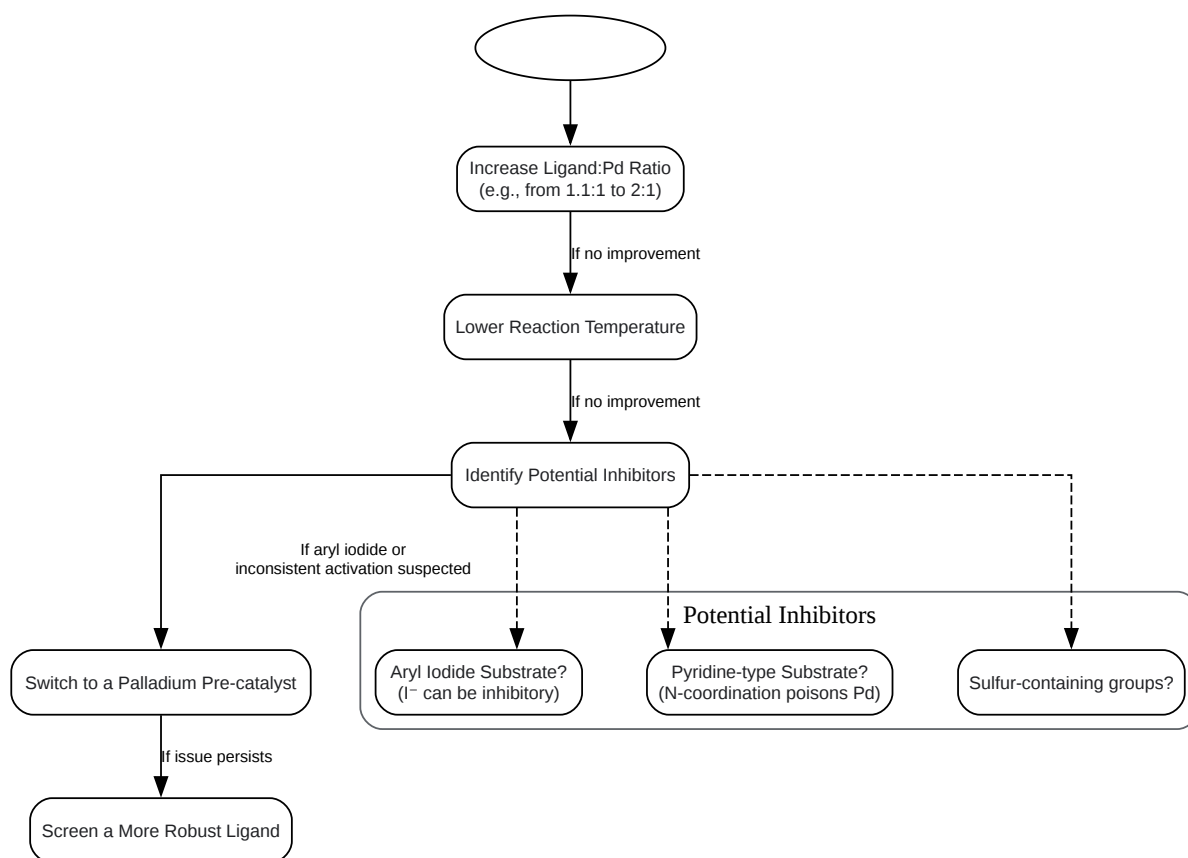 Increase Ligand:Pd Ratio
(e.g., from 1.1:1 to 2:1)
If no improvement
Lower Reaction Temperature
If no improvement
Identify Potential Inhibitors
If aryl iodide or
inconsistent activation suspected
Potential Inhibitors
Switch to a Palladium Pre-catalyst
Aryl Iodide Substrate?
(I⁻ can be inhibitory)
Pyridine-type Substrate?
(N-coordination poisons Pd)
Sulfur-containing groups?
If issue persists
Screen a More Robust Ligand